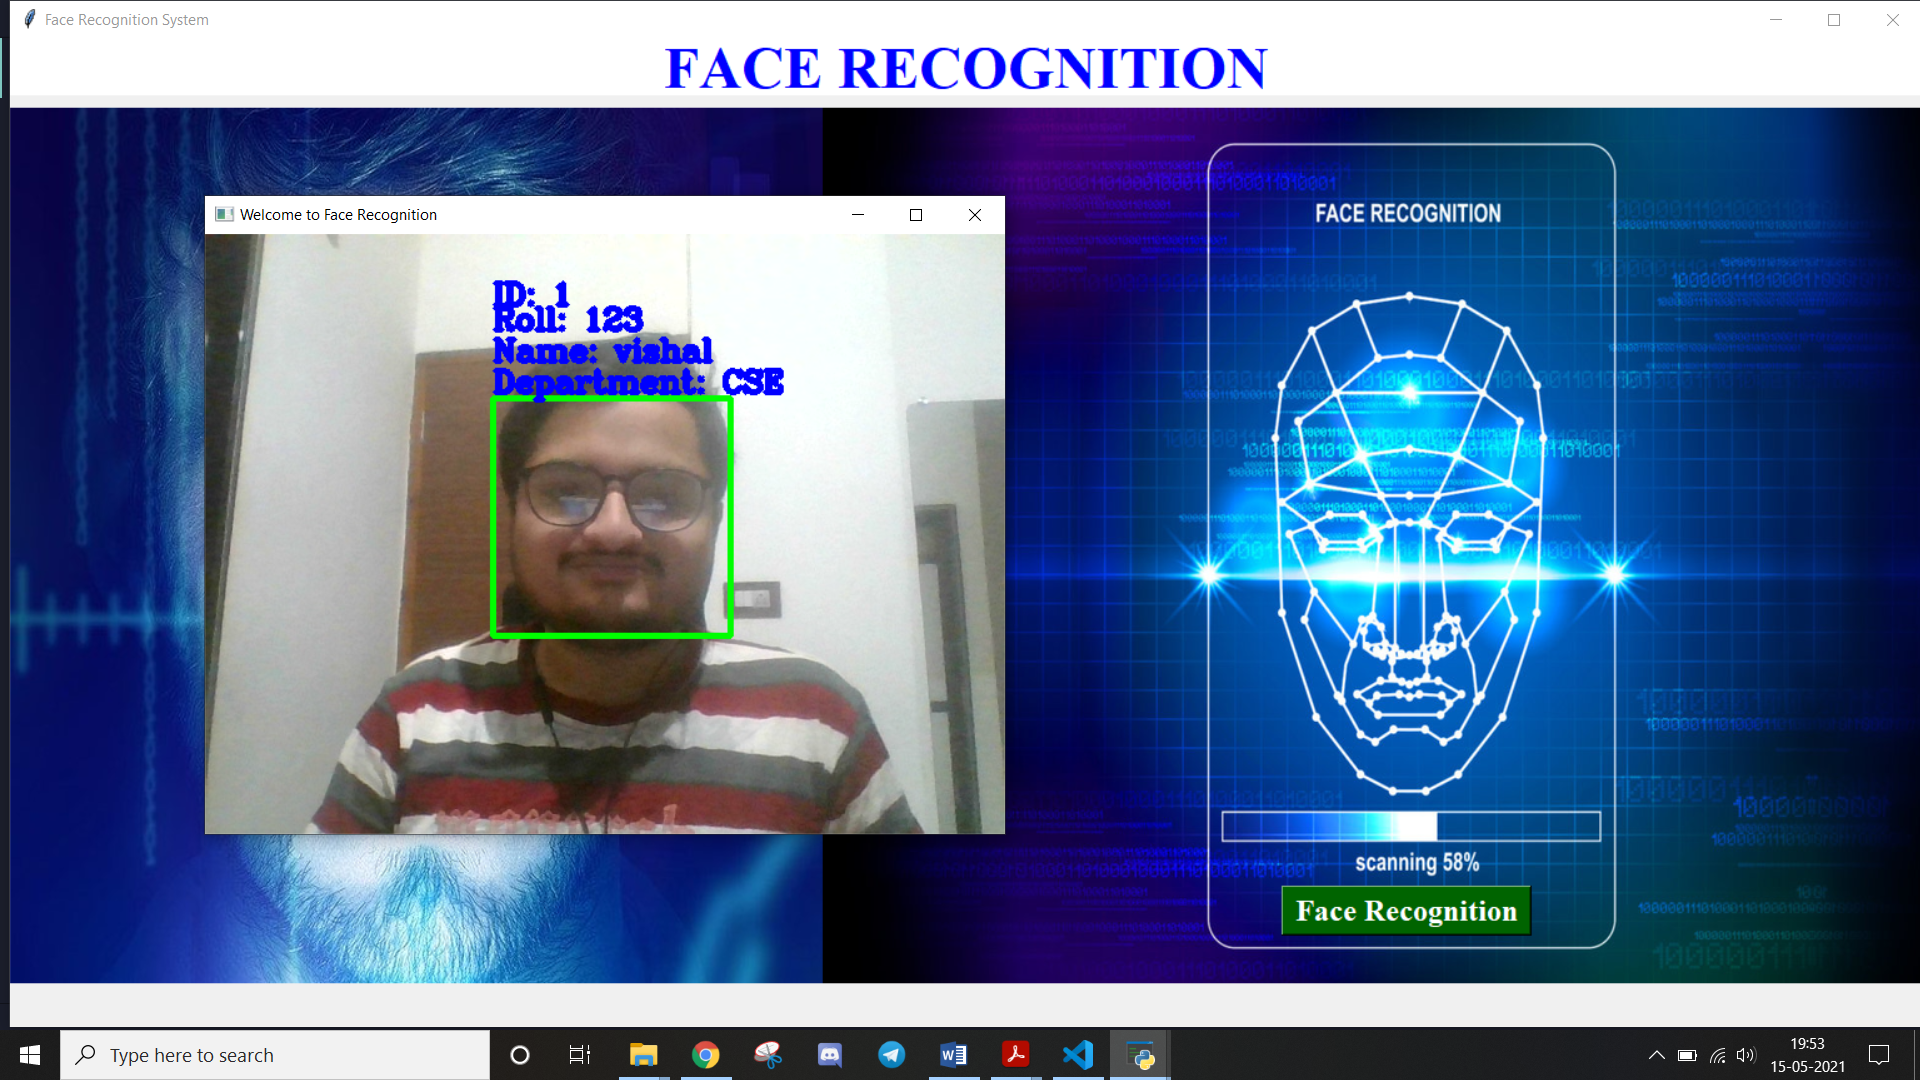 Face Recognition System
FACE RECOGNITION
Welcome to Face Recognition
ID: 1
Roll: 123
Name: vishal
Department: CSE
FACE RECOGNITION
scanning 58%
Face Recognition
Type here to search
19:53
15-05-2021